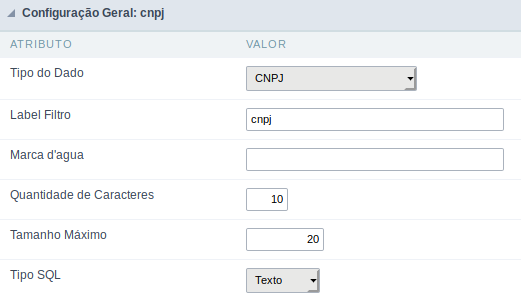 Configuração Geral: cnpj
ATRIBUTO VALOR
Tipo do Dado CNPJ
Label Filtro cnpj
Marca d'agua
Quantidade de Caracteres 10
Tamanho Máximo 20
Tipo SQL Texto